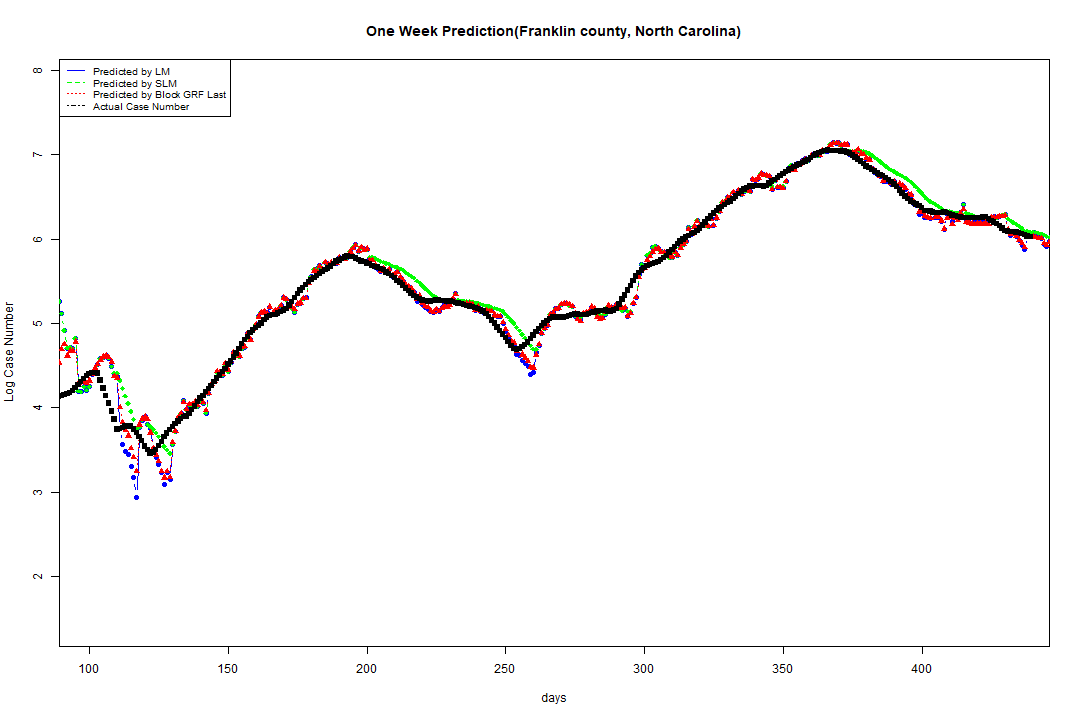 One Week Prediction(Franklin county, North Carolina)
Predicted by LM
Predicted by SLM
Predicted by Block GRF Last
Actual Case Number
8
7
6
5
4
3
2
Log Case Number
100 150 200 250 300 350 400
days